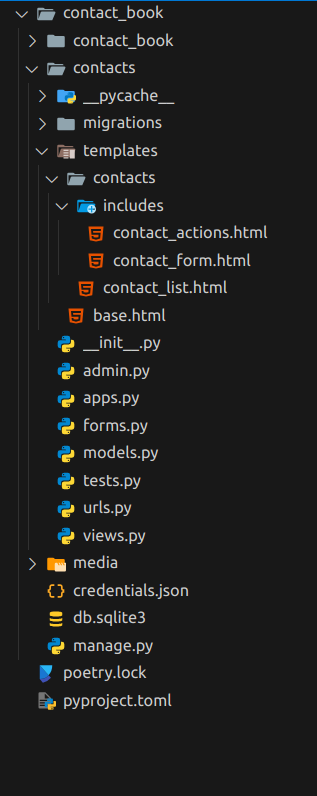 contact_book
contact_book
contacts
__pycache__
migrations
templates
contacts
includes
contact_actions.html
contact_form.html
contact_list.html
base.html
__init__.py
admin.py
apps.py
forms.py
models.py
tests.py
urls.py
views.py
media
credentials.json
db.sqlite3
manage.py
poetry.lock
pyproject.toml